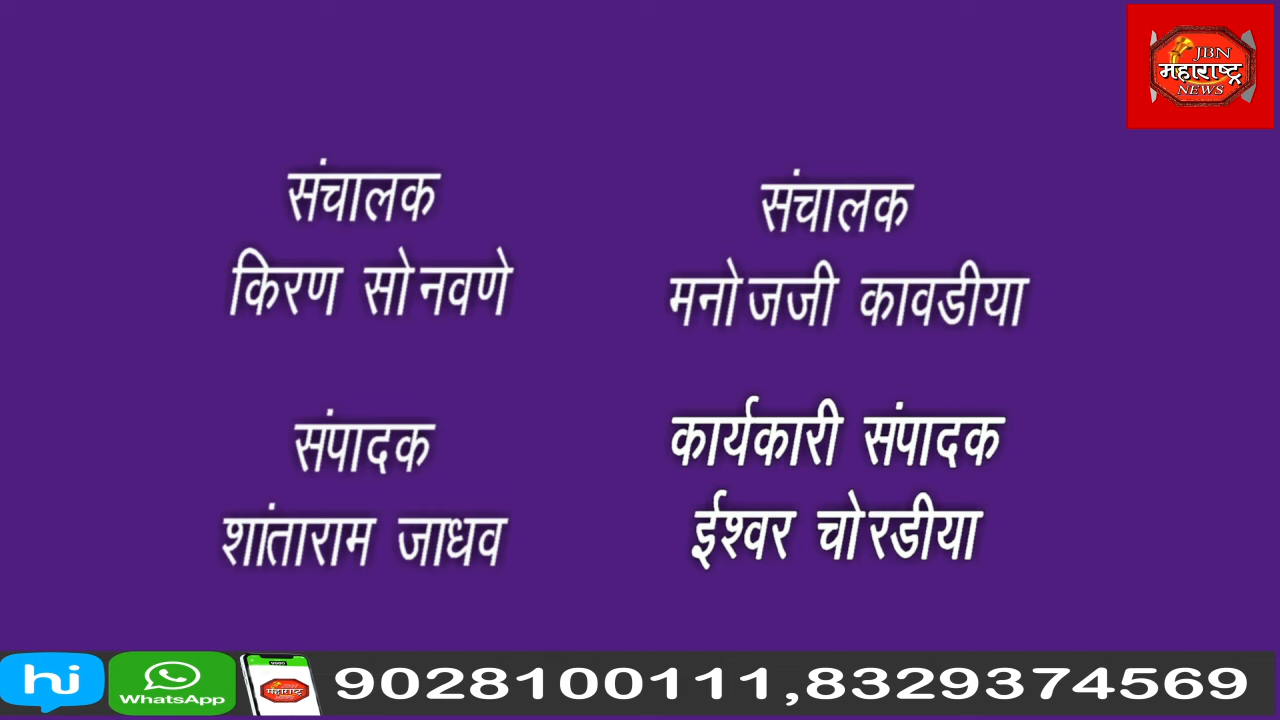 JBN
महाराष्ट्र
NEWS
संचालक
किरण सोनवणे
संचालक
मनोजजी कावडीया
संपादक
शांताराम जाधव
कार्यकारी संपादक
ईश्वर चोरडीया
hi
WhatsApp
महाराष्ट्र
9028100111,8329374569